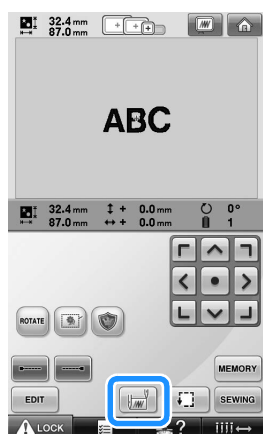 32.4 mm
87.0 mm
ABC
32.4 mm + 0.0 mm 0°
87.0 mm + 0.0 mm 1
ROTATE
MEMORY
EDIT SEWING
LOCK ?